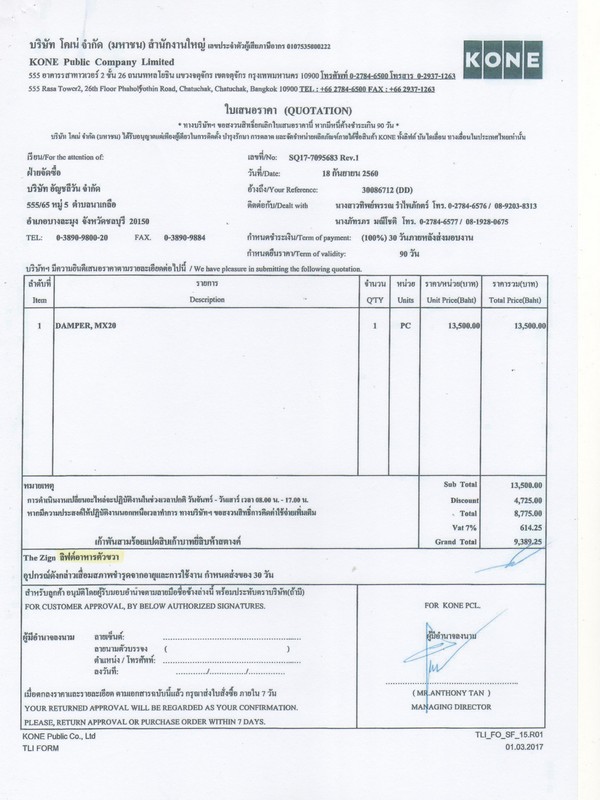 บริษัท โคเน่ จำกัด (มหาชน) สำนักงานใหญ่ เลขประจำตัวผู้เสียภาษีอากร 0107535000222
KONE Public Company Limited
555 อาคารรสาทาวเวอร์ 2 ชั้น 26 ถนนพหลโยธิน แขวงจตุจักร เขตจตุจักร กรุงเทพมหานคร 10900 โทรศัพท์ 0-2784-6500 โทรสาร 0-2937-1263
555 Rasa Tower2, 26th Floor Phaholyothin Road, Chatuchak, Chatuchak, Bangkok 10900 TEL : +66 2784-6500 FAX : +66 2937-1263
KONE
ใบเสนอราคา (QUOTATION)
* ทางบริษัทฯ ขอสงวนสิทธิ์ยกเลิกใบเสนอราคานี้ หากมีหนี้ค้างชำระเกิน 90 วัน *
บริษัท โคเน่ จำกัด (มหาชน) ได้รับอนุญาตแต่เพียงผู้เดียวในการติดตั้ง บำรุงรักษา การตลาด และจัดจำหน่ายผลิตภัณฑ์ภายใต้ชื่อสินค้า KONE ทั้งลิฟต์ บันไดเลื่อน ทางเลื่อนในประเทศไทยเท่านั้น
เรียน/For the attention of:
ฝ่ายจัดซื้อ
บริษัท ธัญชลีวัน จำกัด
555/65 หมู่ 5 ตำบลนาเกลือ
อำเภอบางละมุง จังหวัดชลบุรี 20150
TEL: 0-3890-9800-20 FAX. 0-3890-9884
เลขที่/No: SQ17-7095683 Rev.1
วันที่/Date: 18 กันยายน 2560
อ้างถึง/Your Reference: 30086712 (DD)
ติดต่อกับ/Dealt with นางสาวทิพย์พรรณ รำไพภักดร์ โทร. 0-2784-6576 / 08-9203-8313
นางภัทรภร มณีโชติ โทร. 0-2784-6577 / 08-1928-0675
กำหนดชำระเงิน/Term of payment: (100%) 30 วันภายหลังส่งมอบงาน
กำหนดยืนราคา/Term of validity: 90 วัน
บริษัทฯ มีความยินดีเสนอราคาตามรายละเอียดต่อไปนี้ / We have pleasure in submitting the following quotation.
ลำดับที่ รายการ จำนวน หน่วย ราคา/หน่วย(บาท) ราคารวม(บาท)
Item Description Q'TY Units Unit Price(Baht) Total Price(Baht)
1 DAMPER, MX20 1 PC 13,500.00 13,500.00
หมายเหตุ
การดำเนินงานเปลี่ยนอะไหล่จะปฏิบัติงานในช่วงเวลาปกติ วันจันทร์ - วันเสาร์ เวลา 08.00 น. - 17.00 น.
หากมีความประสงค์ให้ปฏิบัติงานนอกเหนือเวลาทำการ ทางบริษัทฯ ขอสงวนสิทธิ์การคิดค่าใช้จ่ายเพิ่มเติม
เก้าพันสามร้อยแปดสิบเก้าบาทยี่สิบห้าสตางค์
Sub Total 13,500.00
Discount 4,725.00
Total 8,775.00
Vat 7% 614.25
Grand Total 9,389.25
The Zign ลิฟต์อาหารตัวขวา
อุปกรณ์ดังกล่าวเสื่อมสภาพชำรุดจากอายุและการใช้งาน กำหนดส่งของ 30 วัน
สำหรับลูกค้า อนุมัติโดยผู้รับมอบอำนาจตามลายมือชื่อข้างล่างนี้ พร้อมประทับตราบริษัท(ถ้ามี)
FOR CUSTOMER APPROVAL, BY BELOW AUTHORIZED SIGNATURES.
ผู้มีอำนาจลงนาม ลายเซ็นต์: ........................................
ลายนามตัวบรรจง ( )
ตำแหน่ง / โทรศัพท์: ........................................
ลงวันที่: ............/............/............
เมื่อตกลงราคาและรายละเอียด ตามเอกสารฉบับนี้แล้ว กรุณาส่งใบสั่งซื้อ ภายใน 7 วัน
YOUR RETURNED APPROVAL WILL BE REGARDED AS YOUR CONFIRMATION.
PLEASE, RETURN APPROVAL OR PURCHASE ORDER WITHIN 7 DAYS.
FOR KONE PCL.
ผู้มีอำนาจลงนาม
( MR.ANTHONY TAN )
MANAGING DIRECTOR
KONE Public Co., Ltd
TLI FORM
TLI_FO_SF_15.R01
01.03.2017